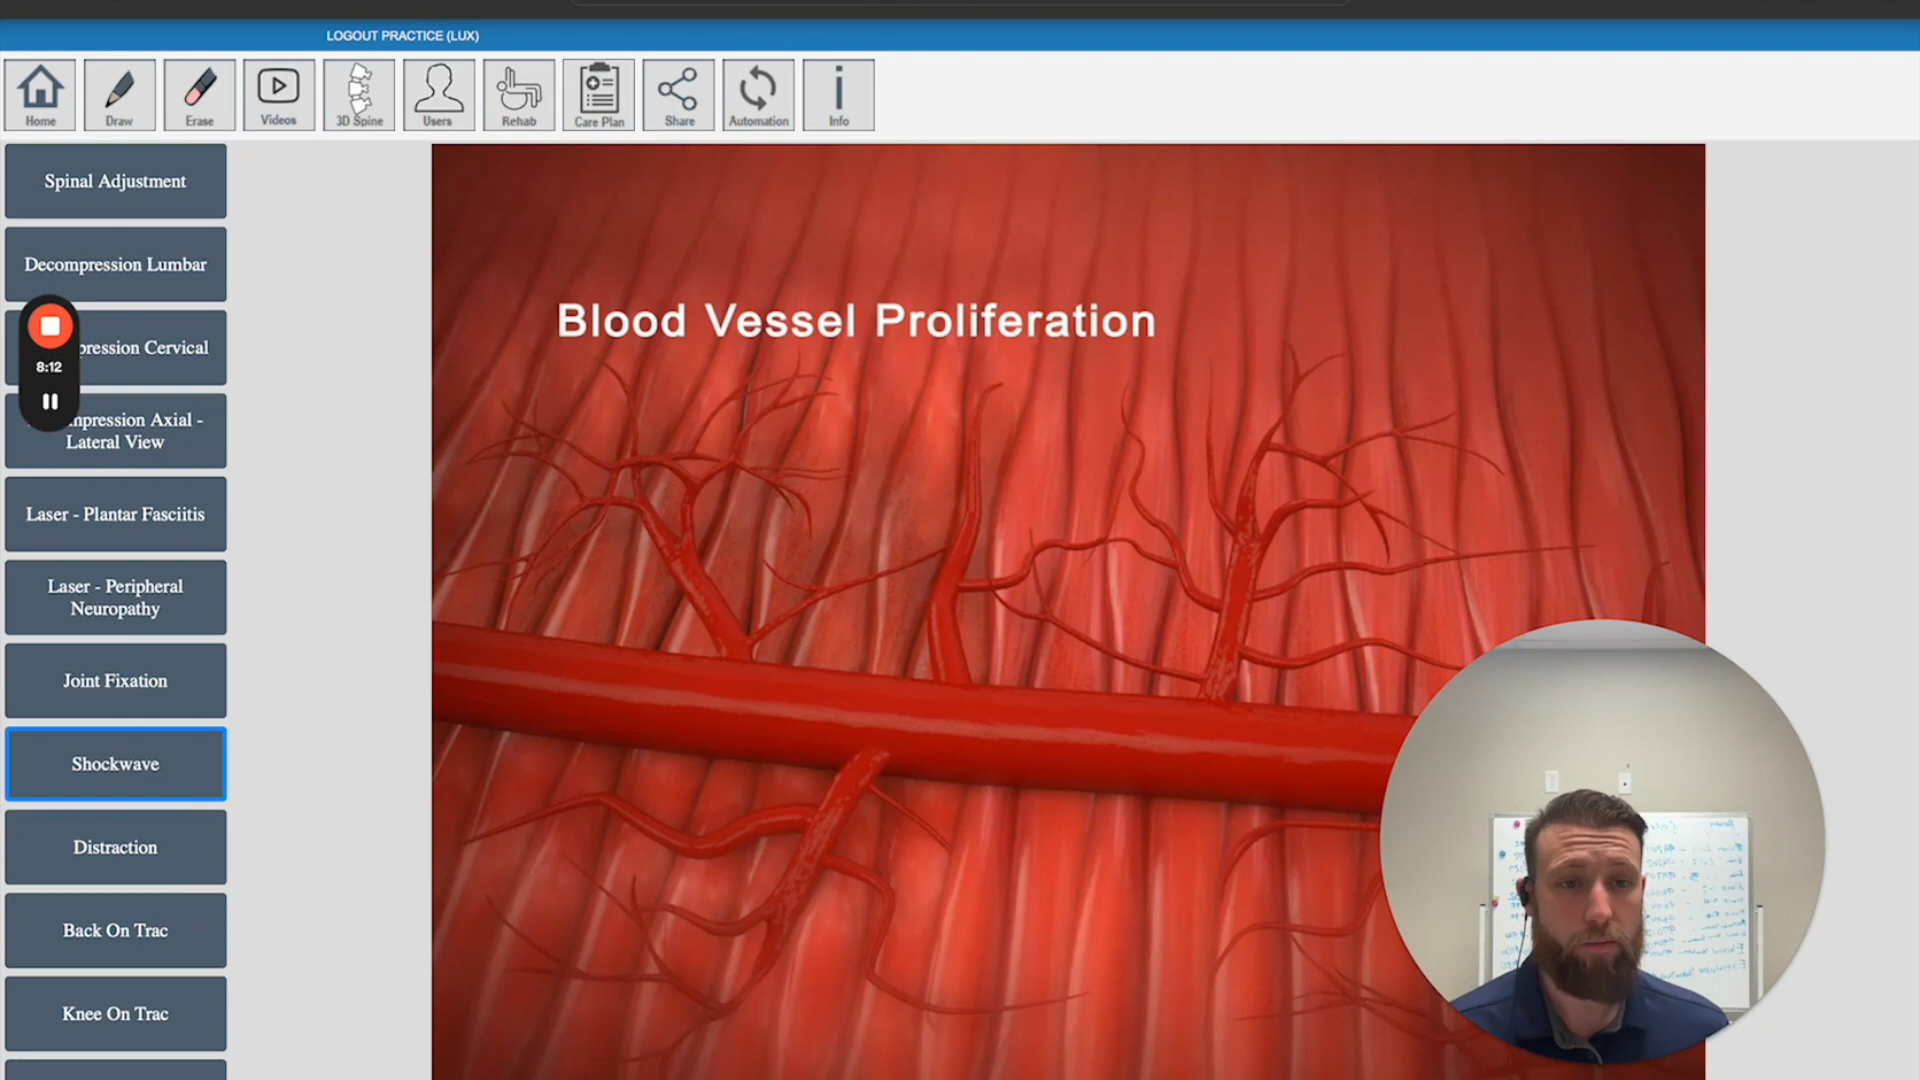 LOGOUT PRACTICE (LUX)
Home
Draw
Erase
Videos
3D Spine
Users
Rehab
Care Plan
Share
Automation
Info
Spinal Adjustment
Decompression Lumbar
pression Cervical
8:12
mpression Axial -
Lateral View
Laser - Plantar Fasciitis
Laser - Peripheral
Neuropathy
Joint Fixation
Shockwave
Distraction
Back On Trac
Knee On Trac
Blood Vessel Proliferation